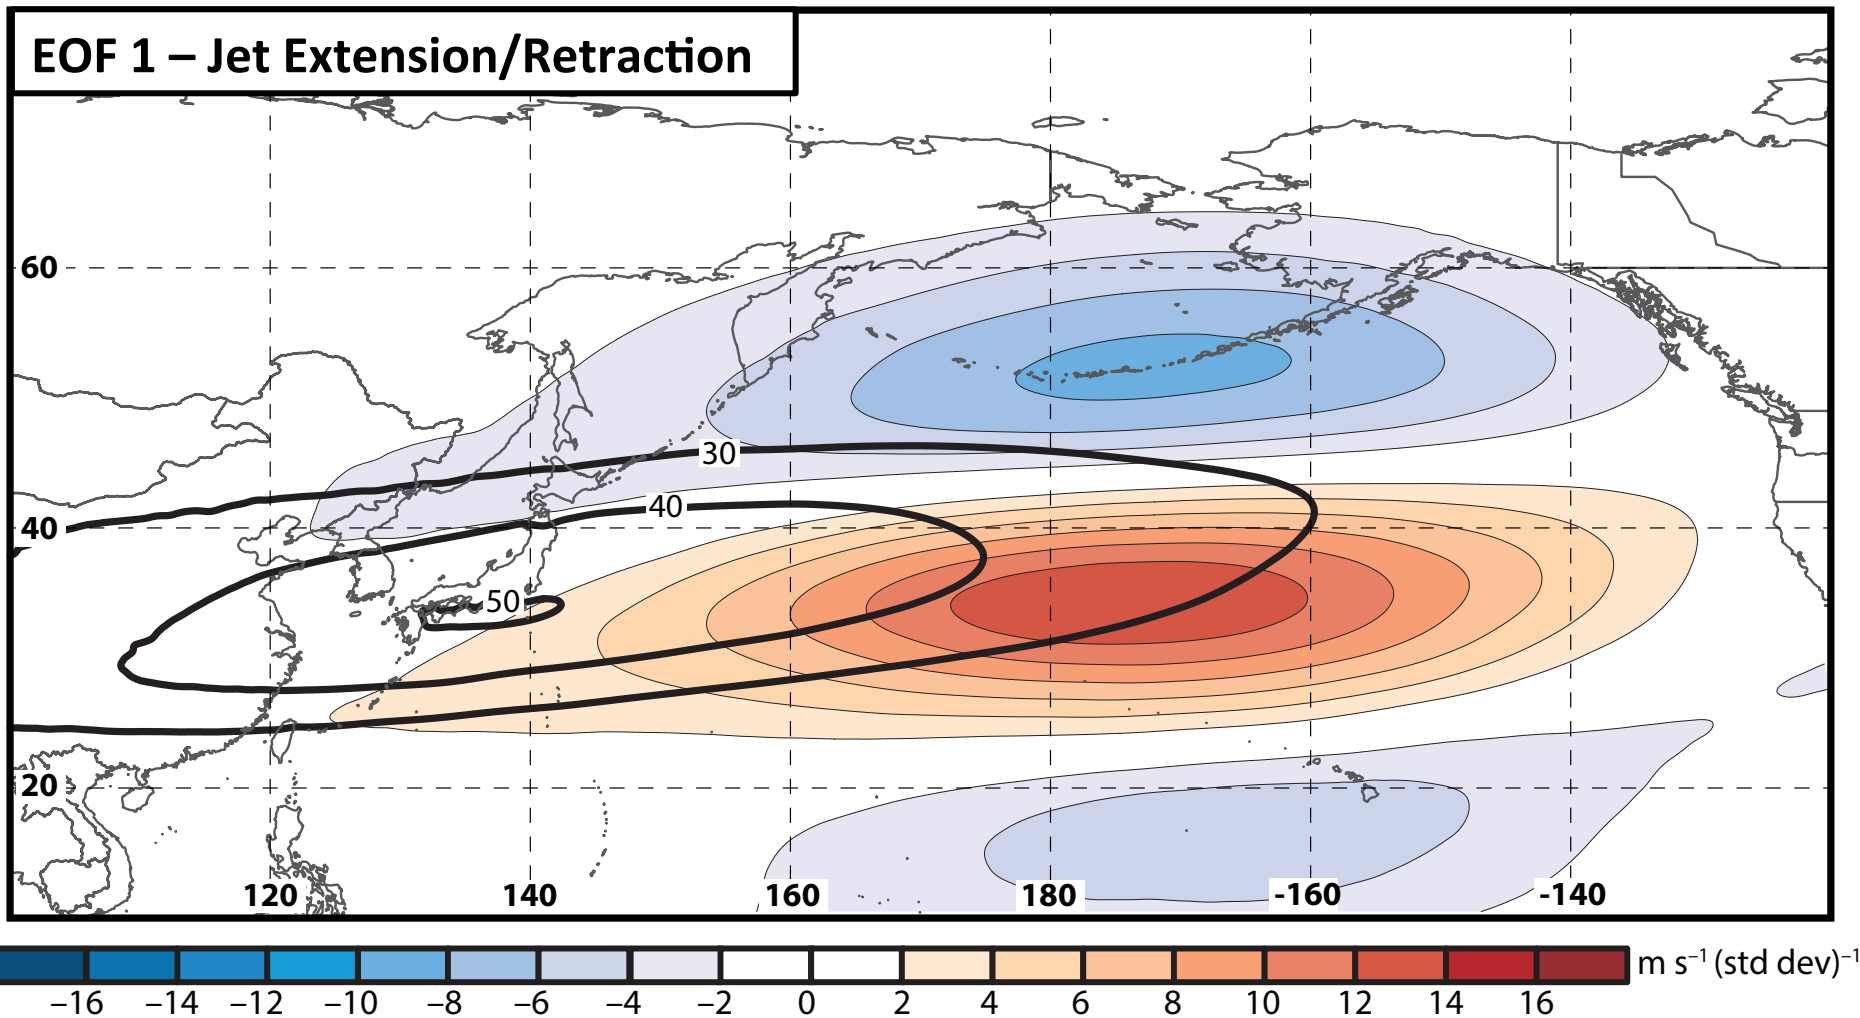 EOF 1 – Jet Extension/Retraction
60
30
40
40
50
20
120 140 160 180 -160 -140
m s⁻¹ (std dev)⁻¹
–16 –14 –12 –10 –8 –6 –4 –2 0 2 4 6 8 10 12 14 16